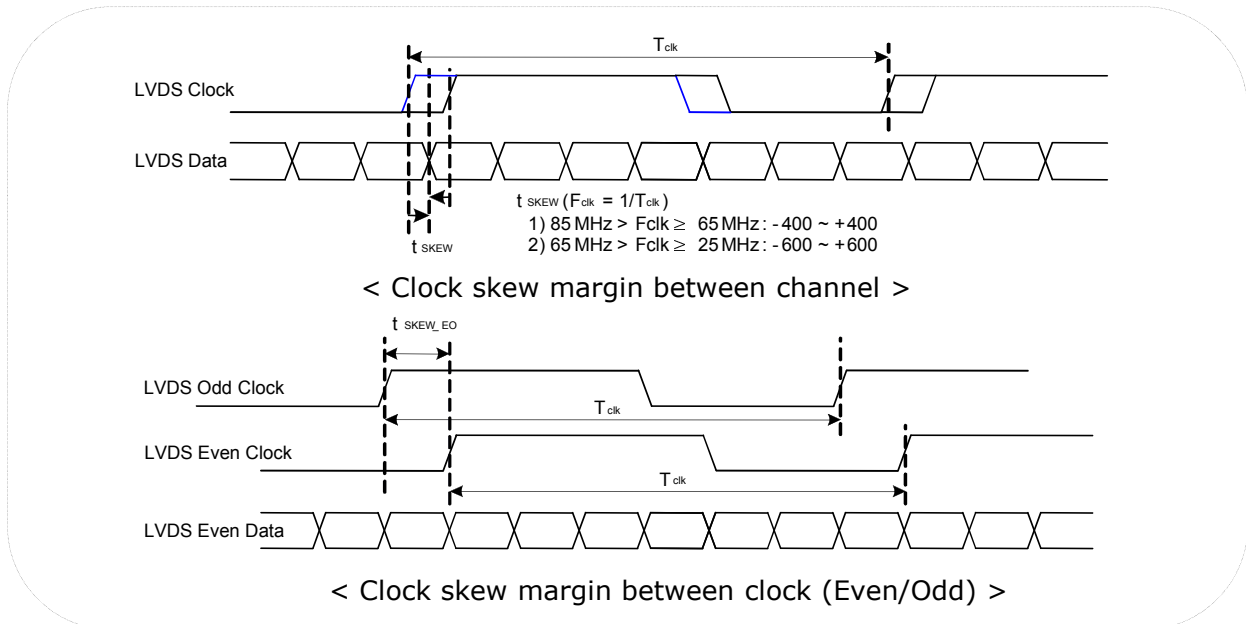 Tclk
LVDS Clock
LVDS Data
t SKEW (Fclk = 1/Tclk)
1) 85 MHz > Fclk ≥ 65 MHz : - 400 ~ +400
2) 65 MHz > Fclk ≥ 25 MHz : - 600 ~ +600
t SKEW
< Clock skew margin between channel >
t SKEW_EO
LVDS Odd Clock
Tclk
LVDS Even Clock
Tclk
LVDS Even Data
< Clock skew margin between clock (Even/Odd) >